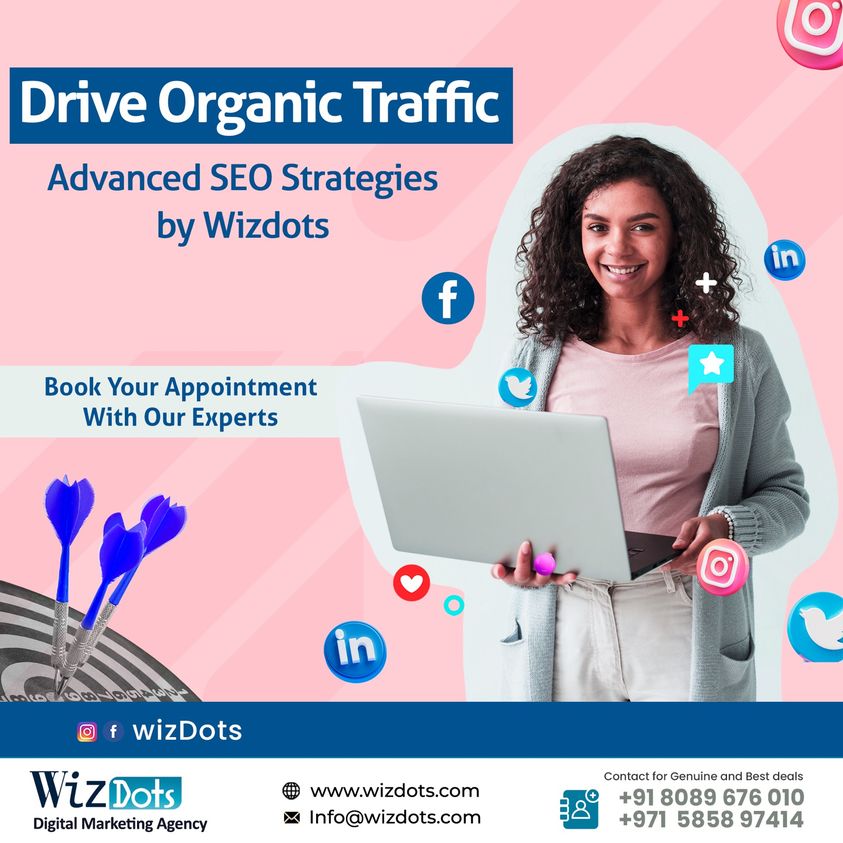 Drive Organic Traffic
Advanced SEO Strategies
by Wizdots
Book Your Appointment
With Our Experts
wizDots
WizDots
Digital Marketing Agency
www.wizdots.com
Info@wizdots.com
Contact for Genuine and Best deals
+91 8089 676 010
+971 5858 97414